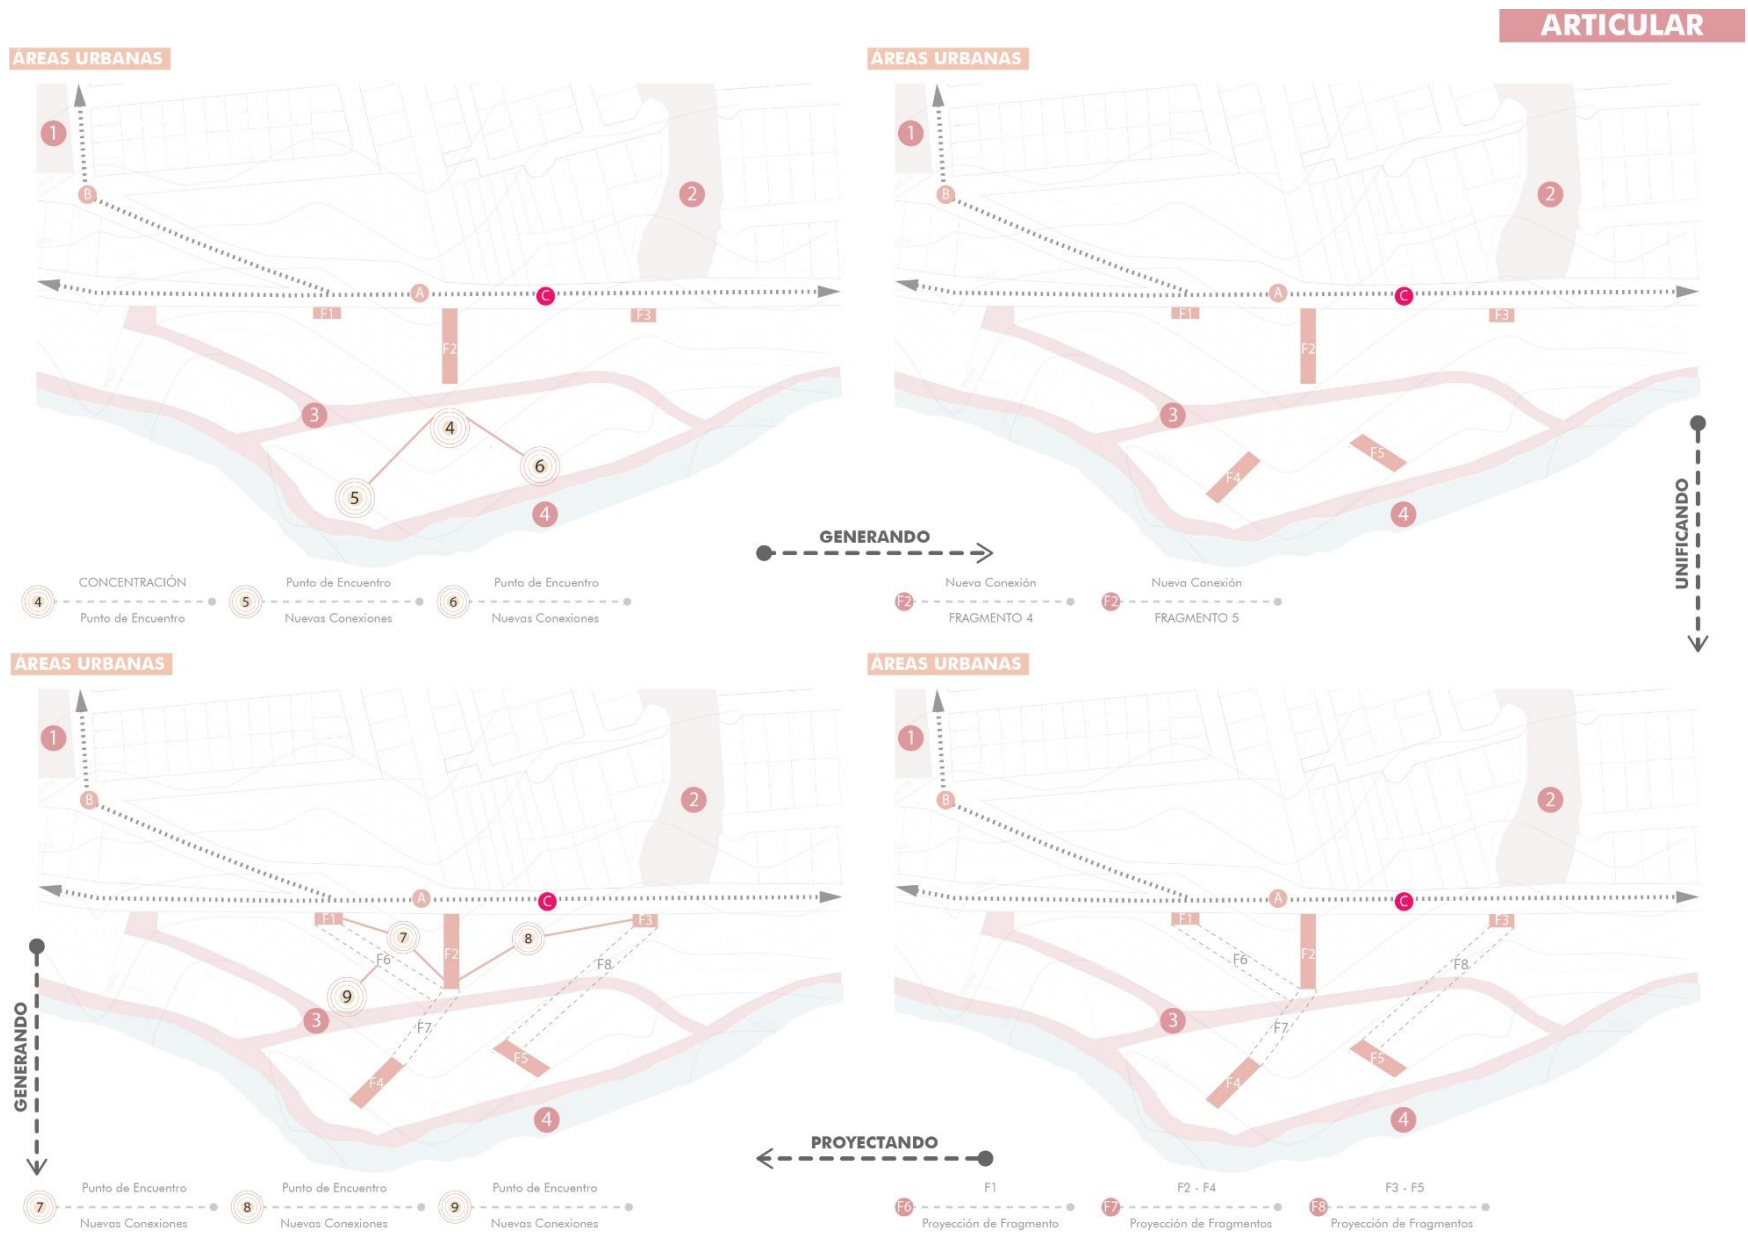 ARTICULAR
ÁREAS URBANAS
1
B
2
A
C
F1
F2
F3
3
4
5
6
4
4
CONCENTRACIÓN
Punto de Encuentro
5
Punto de Encuentro
Nuevas Conexiones
6
Punto de Encuentro
Nuevas Conexiones
GENERANDO
ÁREAS URBANAS
1
B
2
A
C
F1
F2
F3
3
F4
F5
4
F2
Nueva Conexión
FRAGMENTO 4
F2
Nueva Conexión
FRAGMENTO 5
UNIFICANDO
ÁREAS URBANAS
1
B
2
A
C
F1
F2
F3
F6
F8
3
F7
F4
F5
4
F6
F1
Proyección de Fragmento
F7
F2 - F4
Proyección de Fragmentos
F8
F3 - F5
Proyección de Fragmentos
PROYECTANDO
ÁREAS URBANAS
1
B
2
A
C
F1
7
F2
8
F3
F6
F8
9
3
F7
F4
F5
4
7
Punto de Encuentro
Nuevas Conexiones
8
Punto de Encuentro
Nuevas Conexiones
9
Punto de Encuentro
Nuevas Conexiones
GENERANDO